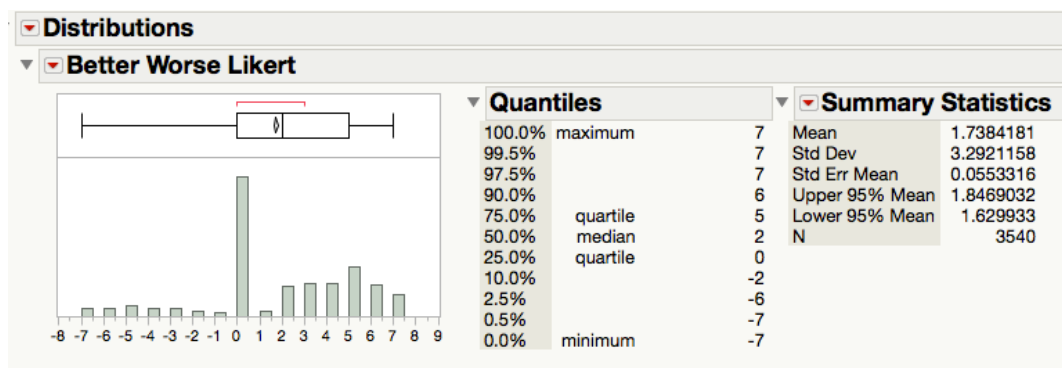 Distributions
Better Worse Likert
-8 -7 -6 -5 -4 -3 -2 -1 0 1 2 3 4 5 6 7 8 9
Quantiles
100.0% maximum 7
99.5% 7
97.5% 7
90.0% 6
75.0% quartile 5
50.0% median 2
25.0% quartile 0
10.0% -2
2.5% -6
0.5% -7
0.0% minimum -7
Summary Statistics
Mean 1.7384181
Std Dev 3.2921158
Std Err Mean 0.0553316
Upper 95% Mean 1.8469032
Lower 95% Mean 1.629933
N 3540